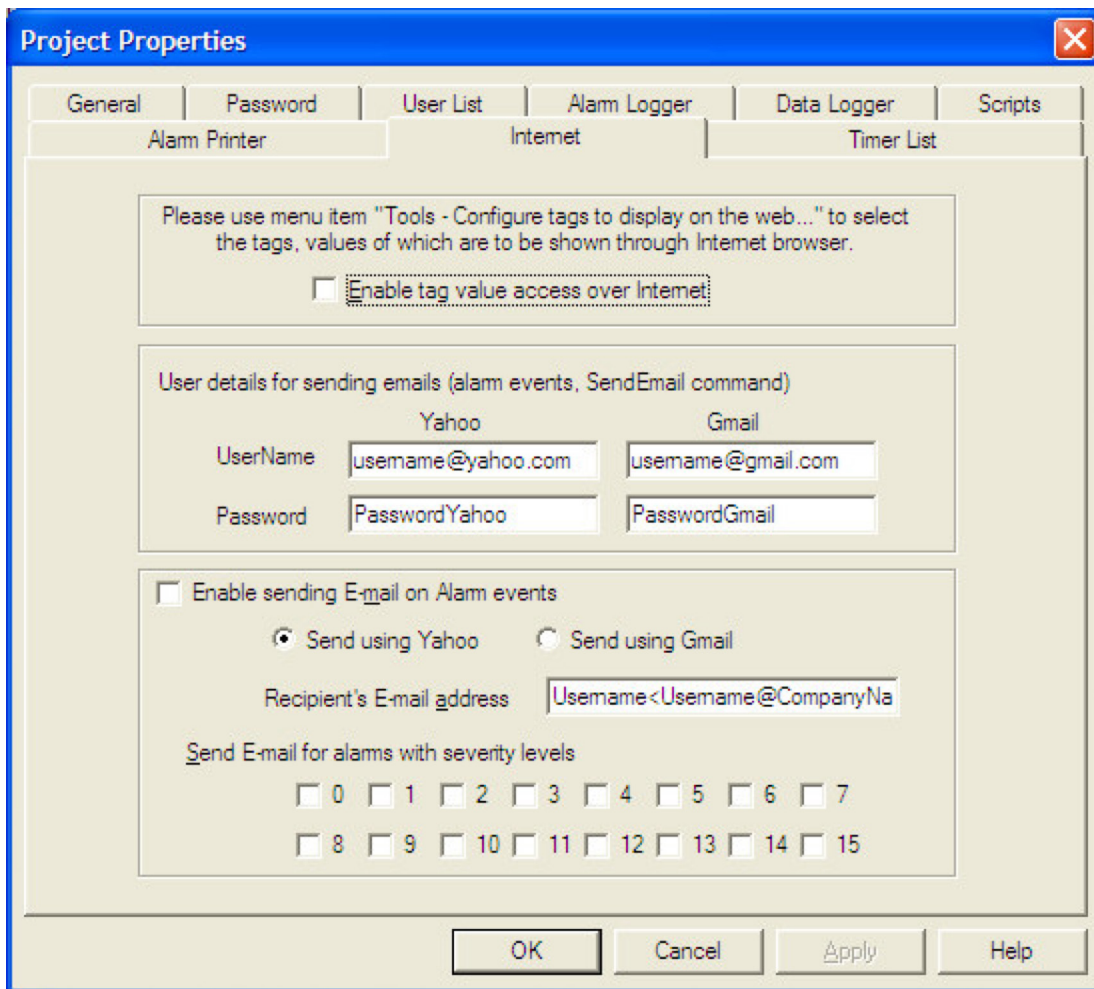 Project Properties
General Password User List Alarm Logger Data Logger Scripts
Alarm Printer Internet Timer List
Please use menu item "Tools - Configure tags to display on the web..." to select
the tags, values of which are to be shown through Internet browser.
Enable tag value access over Internet
User details for sending emails (alarm events, SendEmail command)
Yahoo Gmail
UserName username@yahoo.com username@gmail.com
Password PasswordYahoo PasswordGmail
Enable sending E-mail on Alarm events
Send using Yahoo Send using Gmail
Recipient's E-mail address Username<Username@CompanyNa
Send E-mail for alarms with severity levels
0 1 2 3 4 5 6 7
8 9 10 11 12 13 14 15
OK Cancel Apply Help